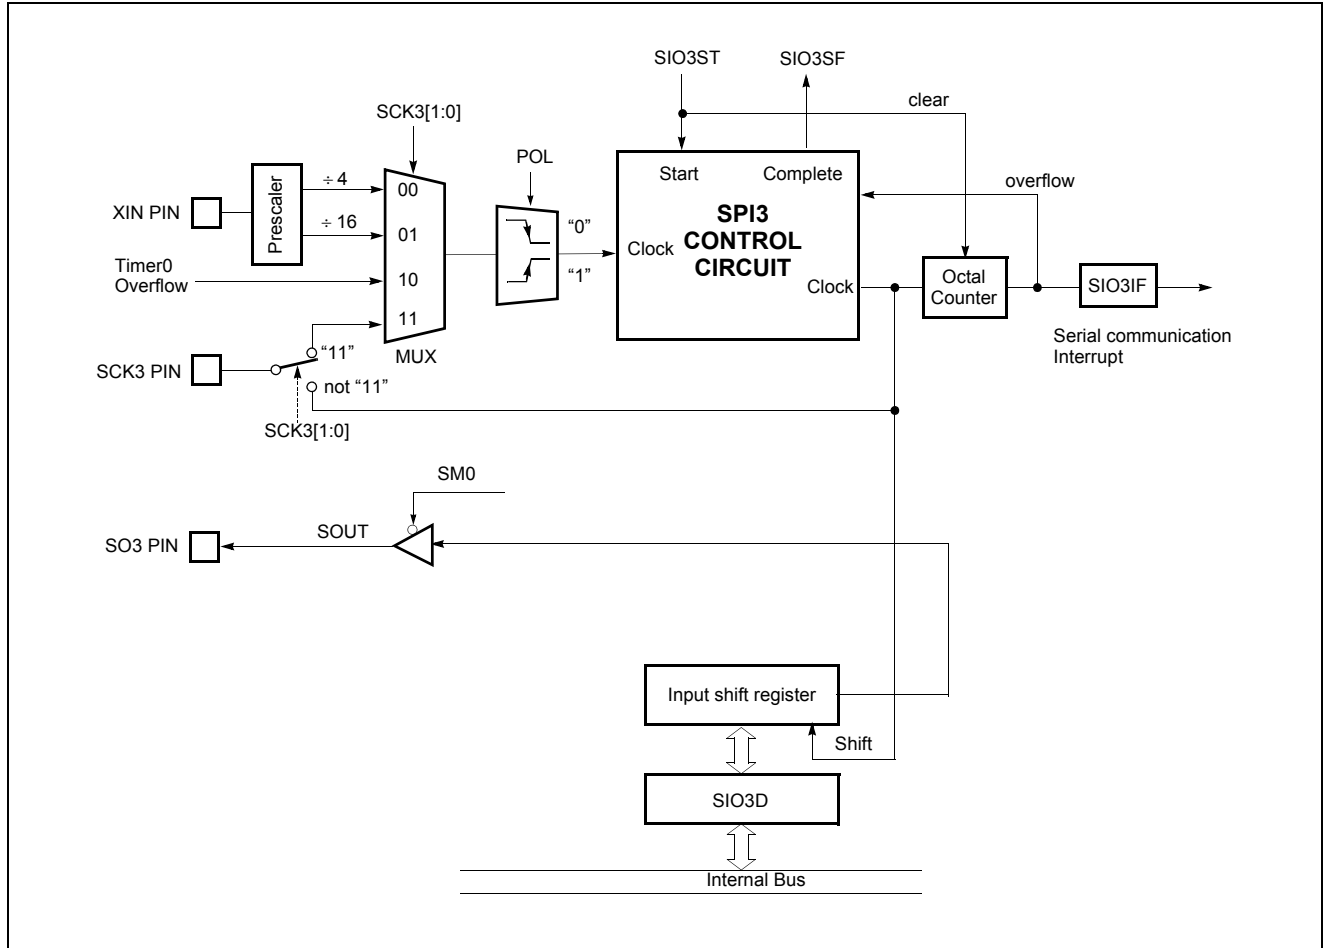 SIO3ST
SIO3SF
clear
SCK3[1:0]
POL
Start
Complete
overflow
XIN PIN
Prescaler
÷ 4
÷ 16
00
01
10
11
MUX
“0”
“1”
Clock
SPI3
CONTROL
CIRCUIT
Clock
Octal
Counter
SIO3IF
Timer0
Overflow
Serial communication
Interrupt
SCK3 PIN
“11”
not “11”
SCK3[1:0]
SM0
SO3 PIN
SOUT
Input shift register
Shift
SIO3D
Internal Bus